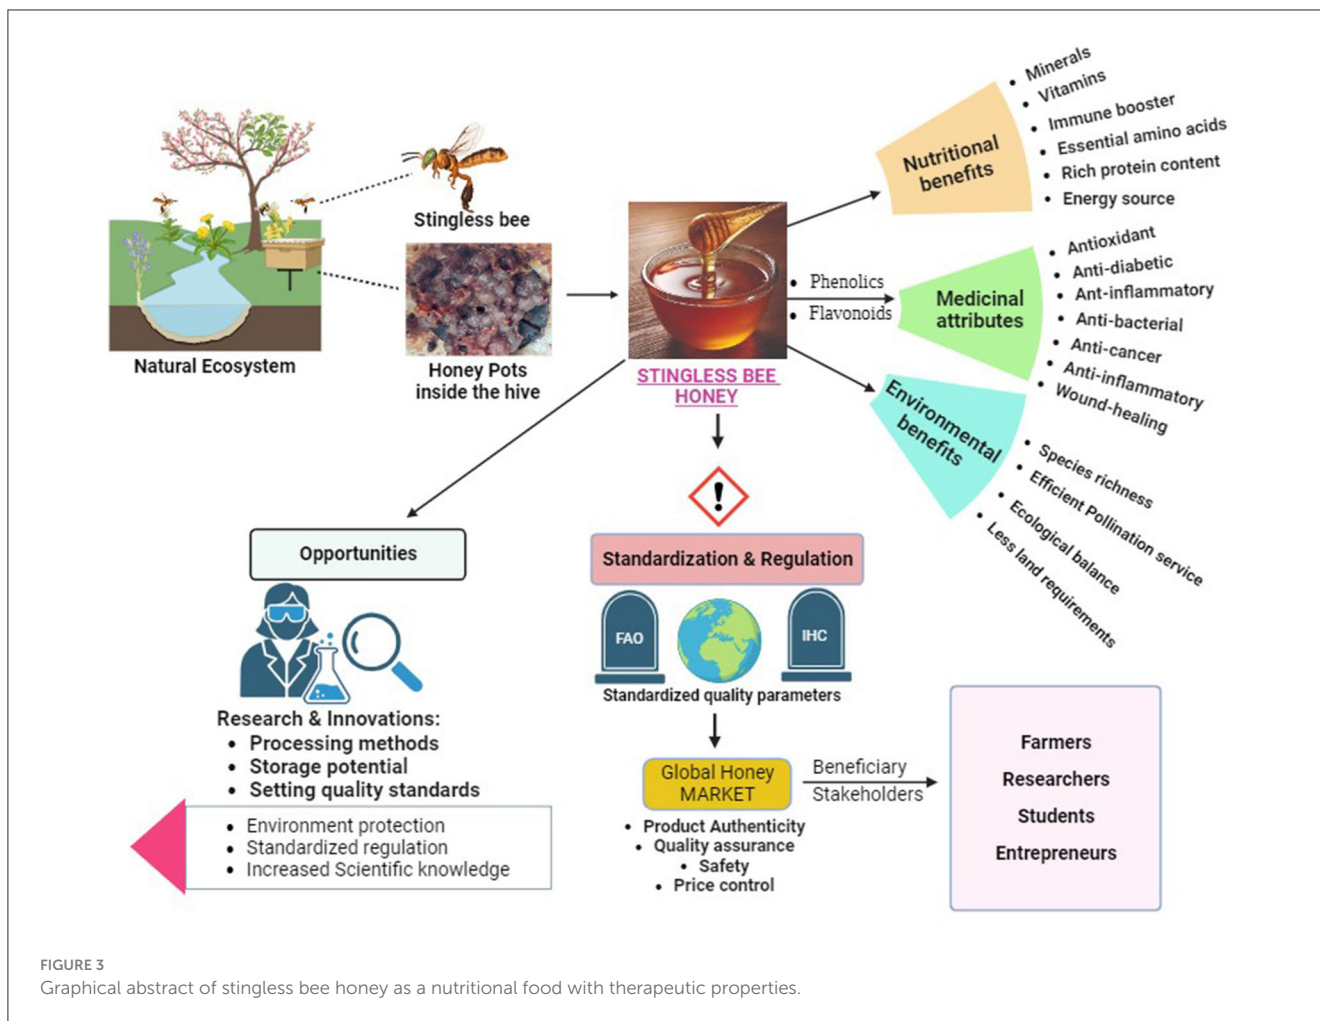 Natural Ecosystem
Stingless bee
Honey Pots
inside the hive
STINGLESS BEE
HONEY
• Phenolics
• Flavonoids
Nutritional
benefits
• Minerals
• Vitamins
• Immune booster
• Essential amino acids
• Rich protein content
• Energy source
Medicinal
attributes
• Antioxidant
• Anti-diabetic
• Ant-inflammatory
• Anti-bacterial
• Anti-cancer
• Anti-inflammatory
• Wound-healing
Environmental
benefits
• Species richness
• Efficient Pollination service
• Ecological balance
• Less land requirements
Opportunities
Research & Innovations:
• Processing methods
• Storage potential
• Setting quality standards
• Environment protection
• Standardized regulation
• Increased Scientific knowledge
!
Standardization & Regulation
FAO
IHC
Standardized quality parameters
Global Honey
MARKET
• Product Authenticity
• Quality assurance
• Safety
• Price control
Beneficiary
Stakeholders
Farmers
Researchers
Students
Entrepreneurs
FIGURE 3
Graphical abstract of stingless bee honey as a nutritional food with therapeutic properties.